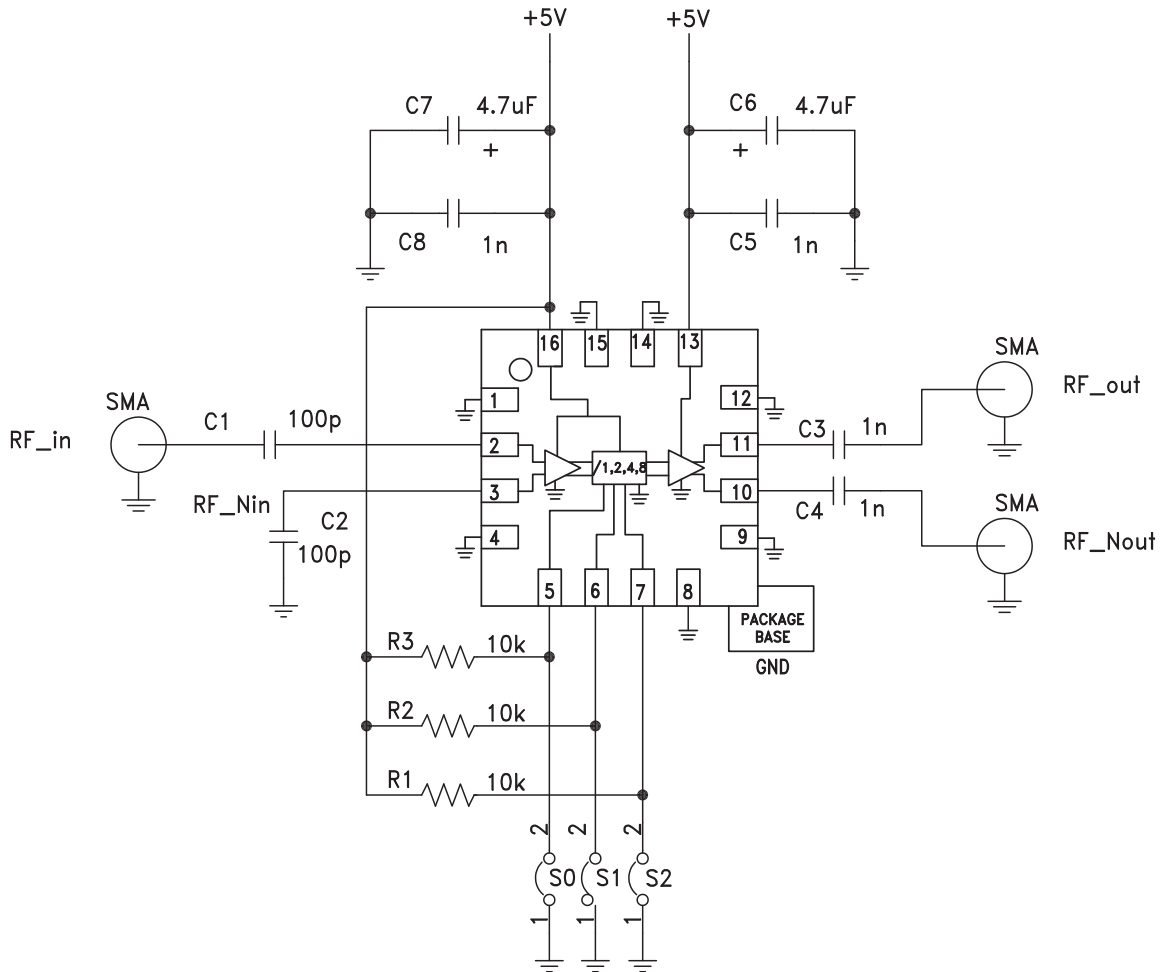 +5V +5V
C7 4.7uF C6 4.7uF
+ +
C8 1n C5 1n
16 15 14 13
SMA
RF_out
1 12
SMA
C1 100p
RF_in
2 11 C3 1n
/1,2,4,8
3 10
RF_Nin
C2
100p
C4 1n
SMA
RF_Nout
4 9
5 6 7 8
PACKAGE
BASE
GND
R3 10k
R2 10k
R1 10k
2 2 2
S0 S1 S2
1 1 1